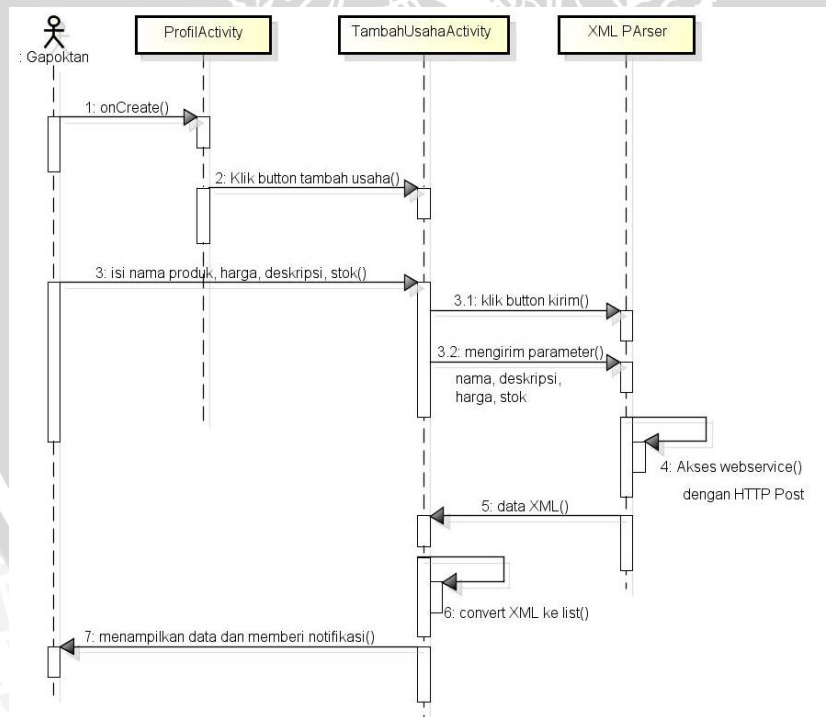 : Gapoktan
ProfilActivity
TambahUsahaActivity
XML PArser
1: onCreate()
2: Klik button tambah usaha()
3: isi nama produk, harga, deskripsi, stok()
3.1: klik button kirim()
3.2: mengirim parameter()
nama, deskripsi,
harga, stok
4: Akses webservice()
dengan HTTP Post
5: data XML()
6: convert XML ke list()
7: menampilkan data dan memberi notifikasi()